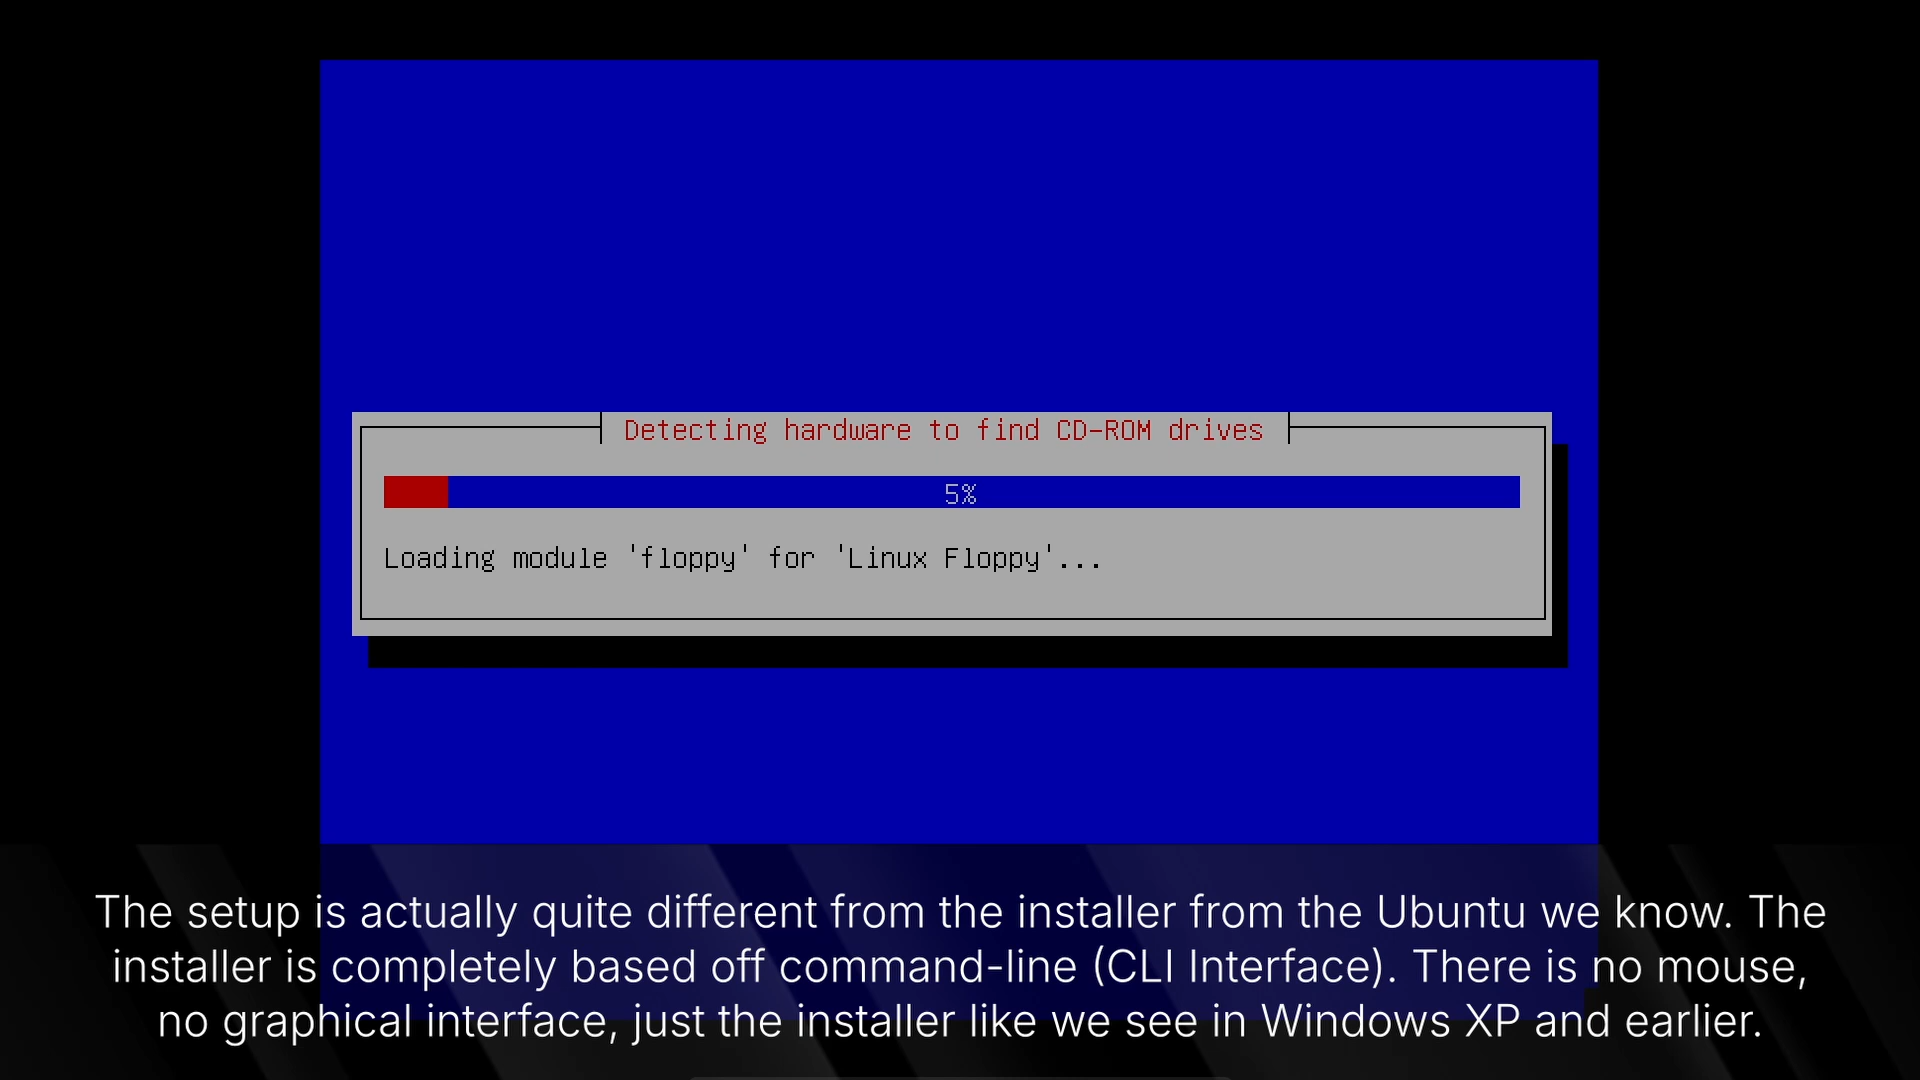 Detecting hardware to find CD-ROM drives
5%
Loading module 'floppy' for 'Linux Floppy'...
The setup is actually quite different from the installer from the Ubuntu we know. The
installer is completely based off command-line (CLI Interface). There is no mouse,
no graphical interface, just the installer like we see in Windows XP and earlier.